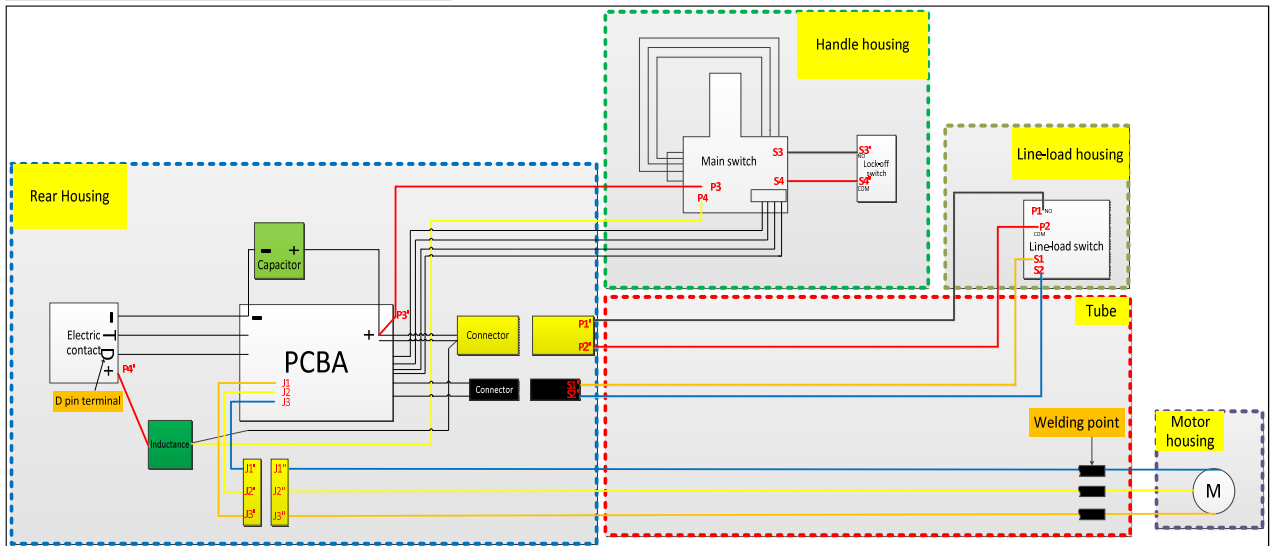 Handle housing
Main switch
S3
S4
P3
P4
S3'
NO
Lock-off
switch
S4'
COM
Line-load housing
P1
NO
P2
COM
Line-load switch
S1
S2
Rear Housing
-
+
Capacitor
-
T
D
+
Electric
contact
P4'
D pin terminal
-
+
P3'
PCBA
J1
J2
J3
Connector
P1'
P2'
Connector
S1'
S2'
Inductance
J1'
J2'
J3'
J1"
J2"
J3"
Tube
Welding point
Motor
housing
M